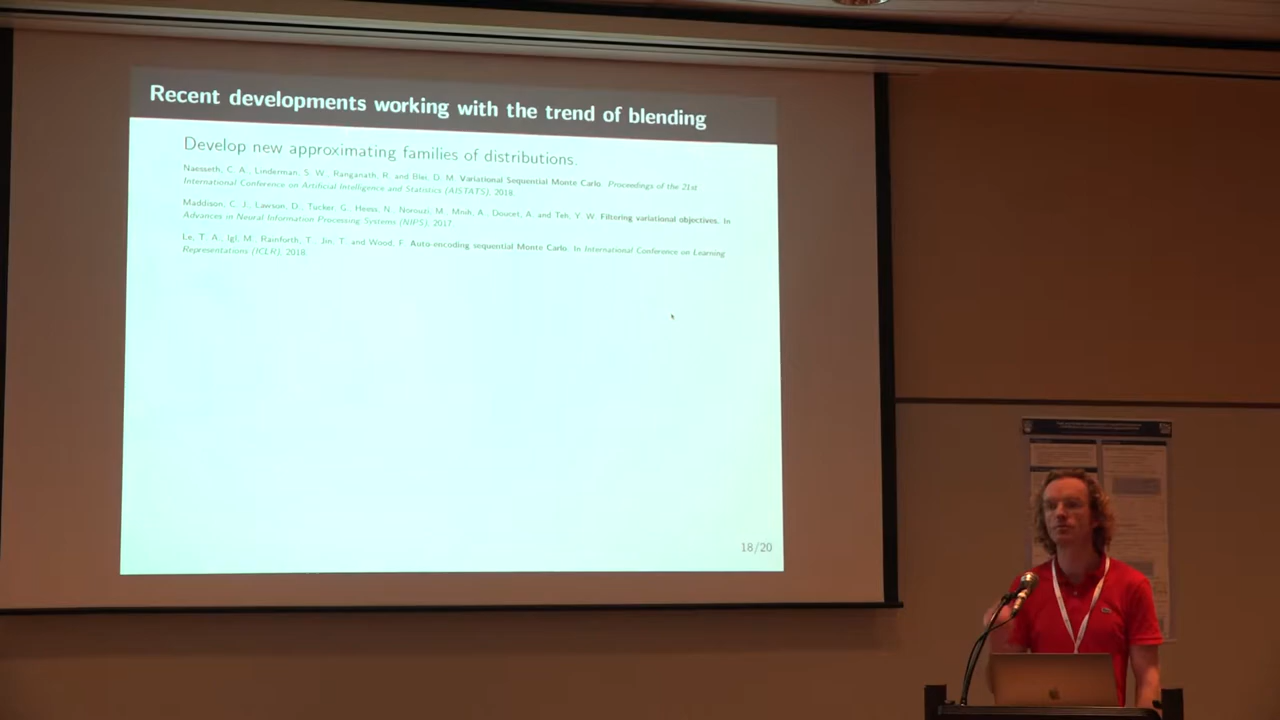 Recent developments working with the trend of blending
Develop new approximating families of distributions.
Naesseth, C. A., Linderman, S. W., Ranganath, R. and Blei, D. M. Variational Sequential Monte Carlo. Proceedings of the 21st
International Conference on Artificial Intelligence and Statistics (AISTATS), 2018.
Maddison, C. J., Lawson, D., Tucker, G., Heess, N., Norouzi, M., Mnih, A., Doucet, A. and Teh, Y. W. Filtering variational objectives. In
Advances in Neural Information Processing Systems (NIPS), 2017.
Le, T. A., Igl, M., Rainforth, T., Jin, T. and Wood, F. Auto-encoding sequential Monte Carlo. In International Conference on Learning
Representations (ICLR), 2018.
18/20